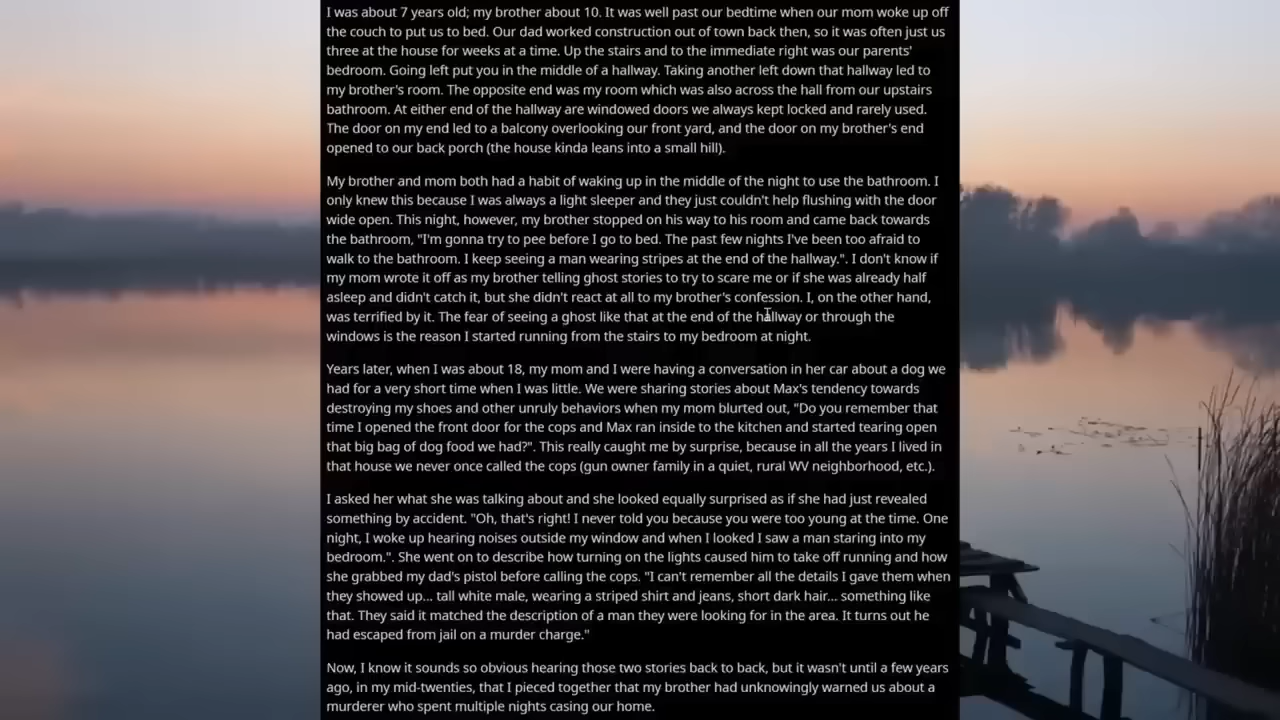 I was about 7 years old; my brother about 10. It was well past our bedtime when our mom woke up off
the couch to put us to bed. Our dad worked construction out of town back then, so it was often just us
three at the house for weeks at a time. Up the stairs and to the immediate right was our parents'
bedroom. Going left put you in the middle of a hallway. Taking another left down that hallway led to
my brother's room. The opposite end was my room which was also across the hall from our upstairs
bathroom. At either end of the hallway are windowed doors we always kept locked and rarely used.
The door on my end led to a balcony overlooking our front yard, and the door on my brother's end
opened to our back porch (the house kinda leans into a small hill).
My brother and mom both had a habit of waking up in the middle of the night to use the bathroom. I
only knew this because I was always a light sleeper and they just couldn't help flushing with the door
wide open. This night, however, my brother stopped on his way to his room and came back towards
the bathroom, "I'm gonna try to pee before I go to bed. The past few nights I've been too afraid to
walk to the bathroom. I keep seeing a man wearing stripes at the end of the hallway.". I don't know if
my mom wrote it off as my brother telling ghost stories to try to scare me or if she was already half
asleep and didn't catch it, but she didn't react at all to my brother's confession. I, on the other hand,
was terrified by it. The fear of seeing a ghost like that at the end of the hallway or through the
windows is the reason I started running from the stairs to my bedroom at night.
Years later, when I was about 18, my mom and I were having a conversation in her car about a dog we
had for a very short time when I was little. We were sharing stories about Max's tendency towards
destroying my shoes and other unruly behaviors when my mom blurted out, "Do you remember that
time I opened the front door for the cops and Max ran inside to the kitchen and started tearing open
that big bag of dog food we had?". This really caught me by surprise, because in all the years I lived in
that house we never once called the cops (gun owner family in a quiet, rural WV neighborhood, etc.).
I asked her what she was talking about and she looked equally surprised as if she had just revealed
something by accident. "Oh, that's right! I never told you because you were too young at the time. One
night, I woke up hearing noises outside my window and when I looked I saw a man staring into my
bedroom.". She went on to describe how turning on the lights caused him to take off running and how
she grabbed my dad's pistol before calling the cops. "I can't remember all the details I gave them when
they showed up... tall white male, wearing a striped shirt and jeans, short dark hair... something like
that. They said it matched the description of a man they were looking for in the area. It turns out he
had escaped from jail on a murder charge."
Now, I know it sounds so obvious hearing those two stories back to back, but it wasn't until a few years
ago, in my mid-twenties, that I pieced together that my brother had unknowingly warned us about a
murderer who spent multiple nights casing our home.